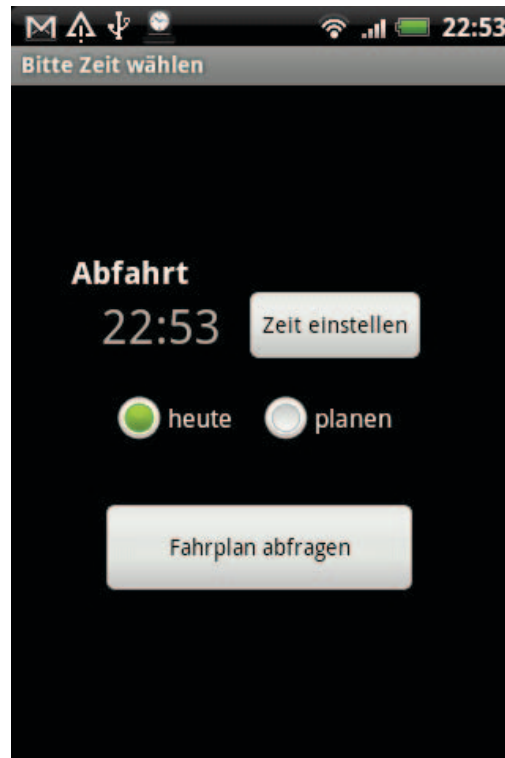 22:53
Bitte Zeit wählen
Abfahrt
22:53 Zeit einstellen
heute planen
Fahrplan abfragen